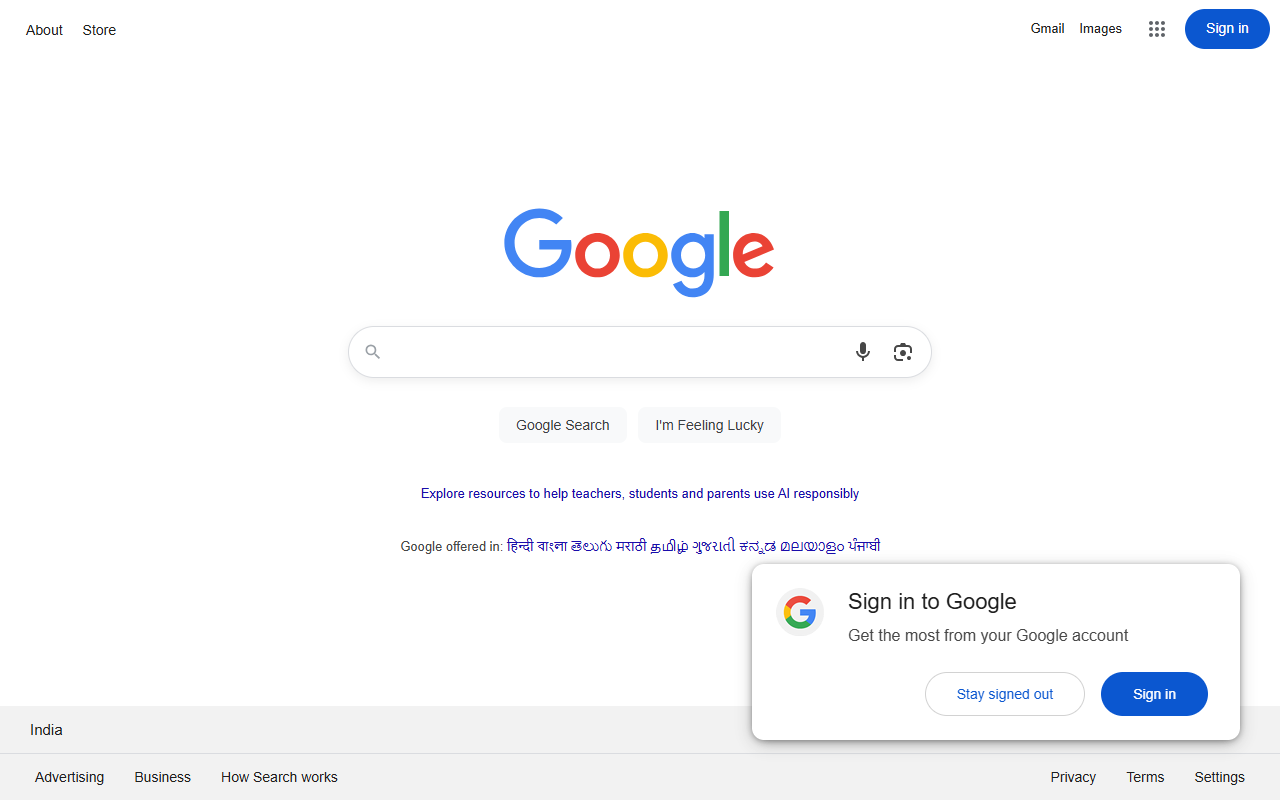 About Store
Gmail Images Sign in
Google
Google Search I'm Feeling Lucky
Explore resources to help teachers, students and parents use AI responsibly
Google offered in: हिन्दी বাংলা తెలుగు मराठी தமிழ் ગુજરાતી ಕನ್ನಡ മലയാളം ਪੰਜਾਬੀ
Sign in to Google
Get the most from your Google account
Stay signed out Sign in
India
Advertising Business How Search works
Privacy Terms Settings